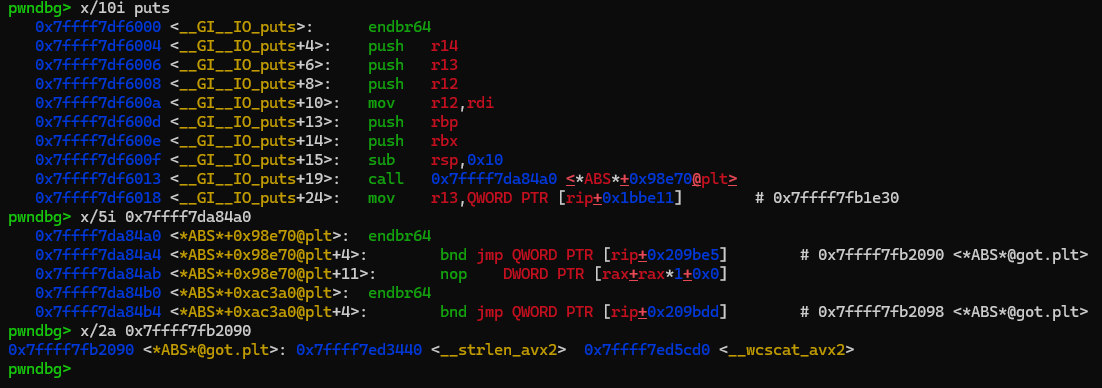 pwndbg> x/10i puts
   0x7ffff7df6000 <__GI__IO_puts>:	endbr64
   0x7ffff7df6004 <__GI__IO_puts+4>:	push   r14
   0x7ffff7df6006 <__GI__IO_puts+6>:	push   r13
   0x7ffff7df6008 <__GI__IO_puts+8>:	push   r12
   0x7ffff7df600a <__GI__IO_puts+10>:	mov    r12,rdi
   0x7ffff7df600d <__GI__IO_puts+13>:	push   rbp
   0x7ffff7df600e <__GI__IO_puts+14>:	push   rbx
   0x7ffff7df600f <__GI__IO_puts+15>:	sub    rsp,0x10
   0x7ffff7df6013 <__GI__IO_puts+19>:	call   0x7ffff7da84a0 <*ABS*+0x98e70@plt>
   0x7ffff7df6018 <__GI__IO_puts+24>:	mov    r13,QWORD PTR [rip+0x1bbe11]        # 0x7ffff7fb1e30
pwndbg> x/5i 0x7ffff7da84a0
   0x7ffff7da84a0 <*ABS*+0x98e70@plt>:	endbr64
   0x7ffff7da84a4 <*ABS*+0x98e70@plt+4>:	bnd jmp QWORD PTR [rip+0x209be5]        # 0x7ffff7fb2090 <*ABS*@got.plt>
   0x7ffff7da84ab <*ABS*+0x98e70@plt+11>:	nop    DWORD PTR [rax+rax*1+0x0]
   0x7ffff7da84b0 <*ABS*+0xac3a0@plt>:	endbr64
   0x7ffff7da84b4 <*ABS*+0xac3a0@plt+4>:	bnd jmp QWORD PTR [rip+0x209bdd]        # 0x7ffff7fb2098 <*ABS*@got.plt>
pwndbg> x/2a 0x7ffff7fb2090
0x7ffff7fb2090 <*ABS*@got.plt>:	0x7ffff7ed3440 <__strlen_avx2>	0x7ffff7ed5cd0 <__wcscat_avx2>
pwndbg>